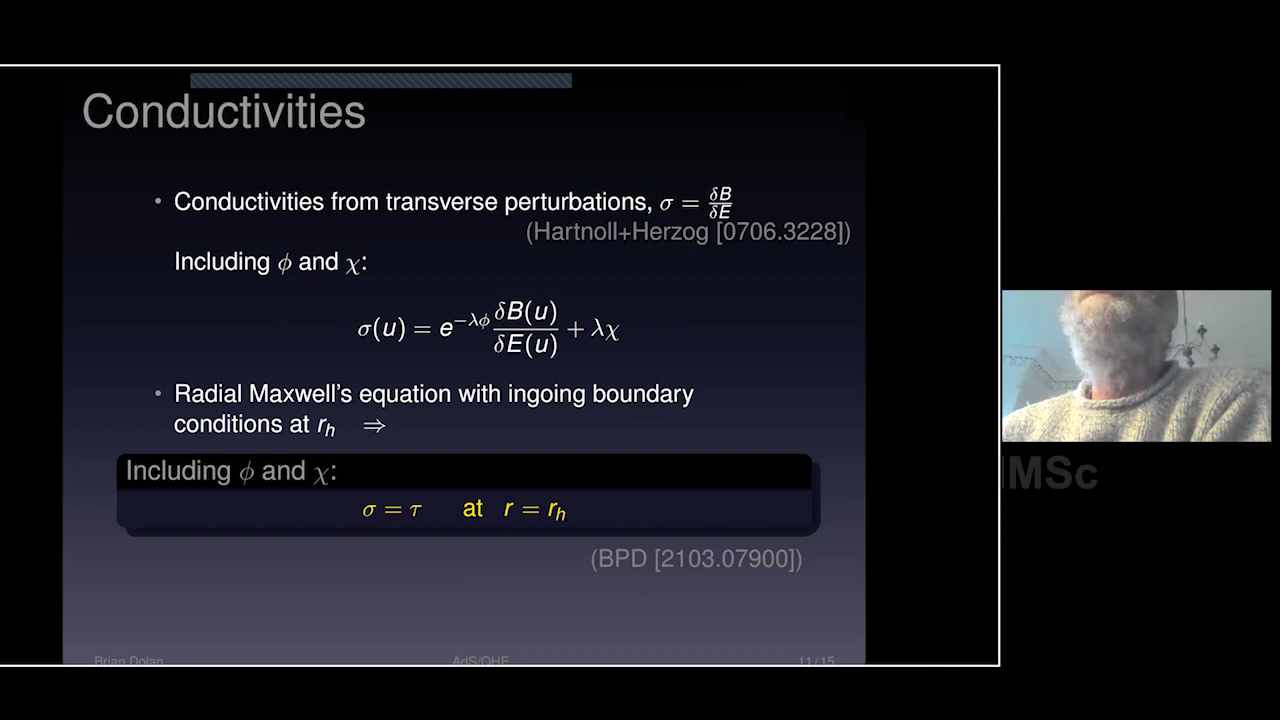 Conductivities
• Conductivities from transverse perturbations, σ = δB/δE
(Hartnoll+Herzog [0706.3228])
Including ϕ and χ:
σ(u) = e^{−λϕ} δB(u)/δE(u) + λχ
• Radial Maxwell's equation with ingoing boundary
conditions at r_h ⇒
Including ϕ and χ:
σ = τ at r = r_h
(BPD [2103.07900])
Brian Dolan AdS/QHE 11/15
IMSc